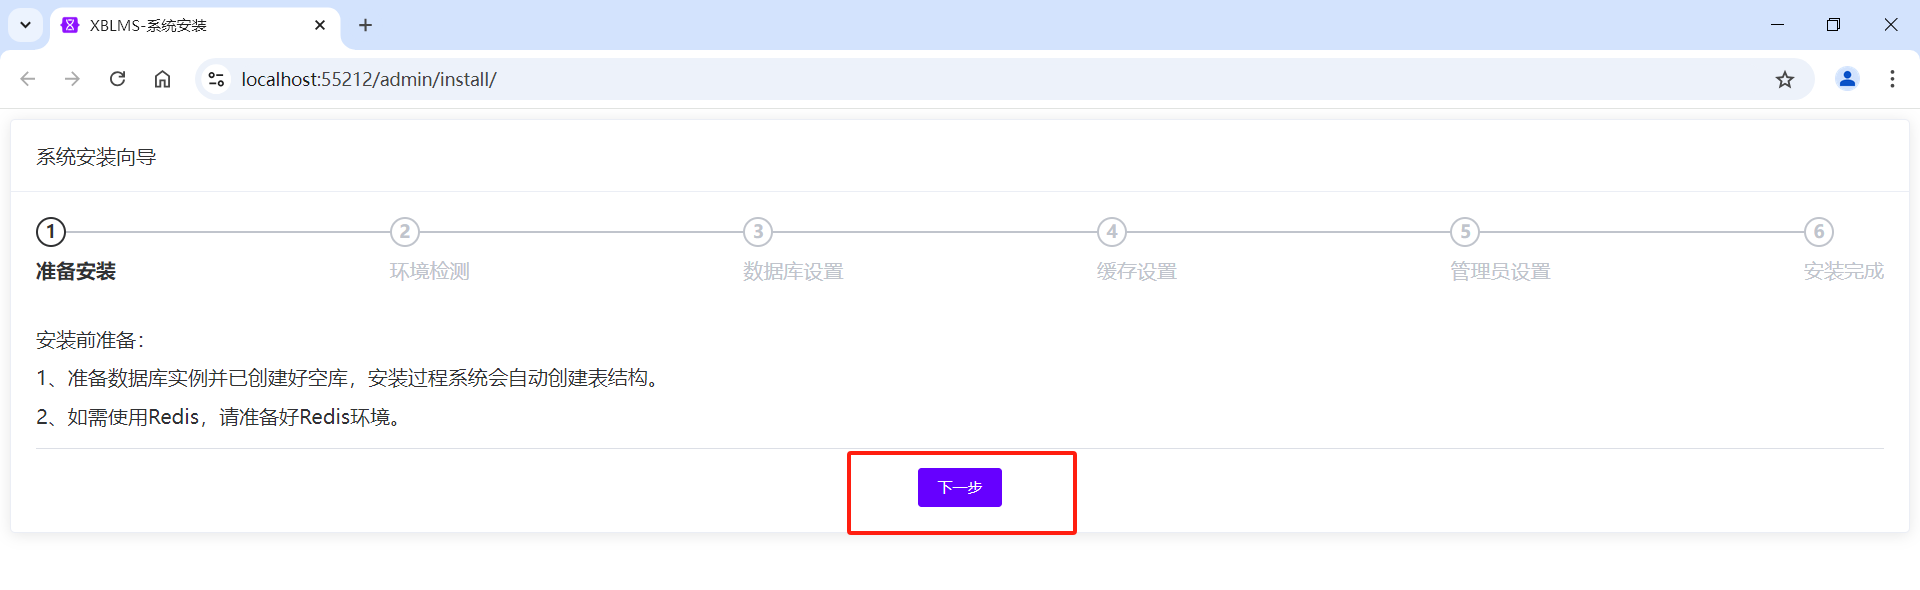 XBLMS-系统安装
localhost:55212/admin/install/
系统安装向导
1 2 3 4 5 6
准备安装 环境检测 数据库设置 缓存设置 管理员设置 安装完成
安装前准备：
1、准备数据库实例并已创建好空库，安装过程系统会自动创建表结构。
2、如需使用Redis，请准备好Redis环境。
下一步